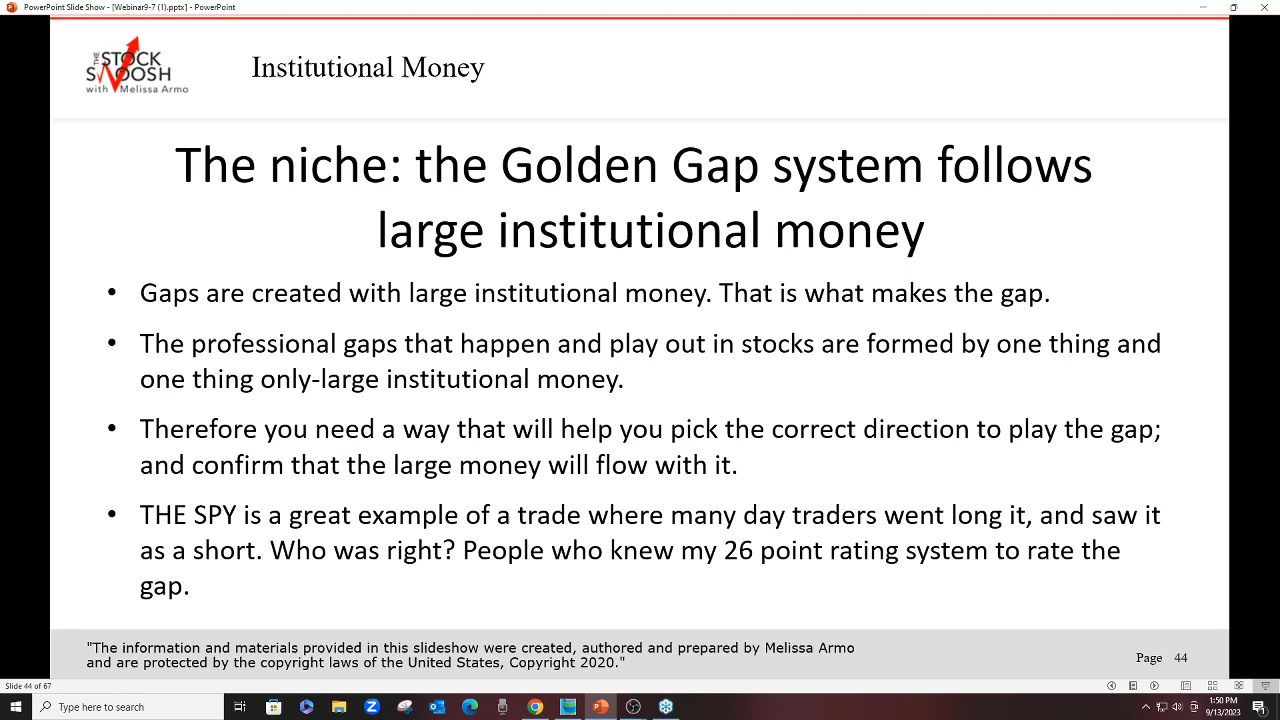 PowerPoint Slide Show - [Webinar9-7 (1).pptx] - PowerPoint
THE STOCK
SWOOSH
with Melissa Armo
Institutional Money
The niche: the Golden Gap system follows
large institutional money
• Gaps are created with large institutional money. That is what makes the gap.
• The professional gaps that happen and play out in stocks are formed by one thing and
one thing only-large institutional money.
• Therefore you need a way that will help you pick the correct direction to play the gap;
and confirm that the large money will flow with it.
• THE SPY is a great example of a trade where many day traders went long it, and saw it
as a short. Who was right? People who knew my 26 point rating system to rate the
gap.
"The information and materials provided in this slideshow were created, authored and prepared by Melissa Armo
and are protected by the copyright laws of the United States, Copyright 2020."
Page 44
Slide 44 of 67
Type here to search
1:50 PM
9/13/2023